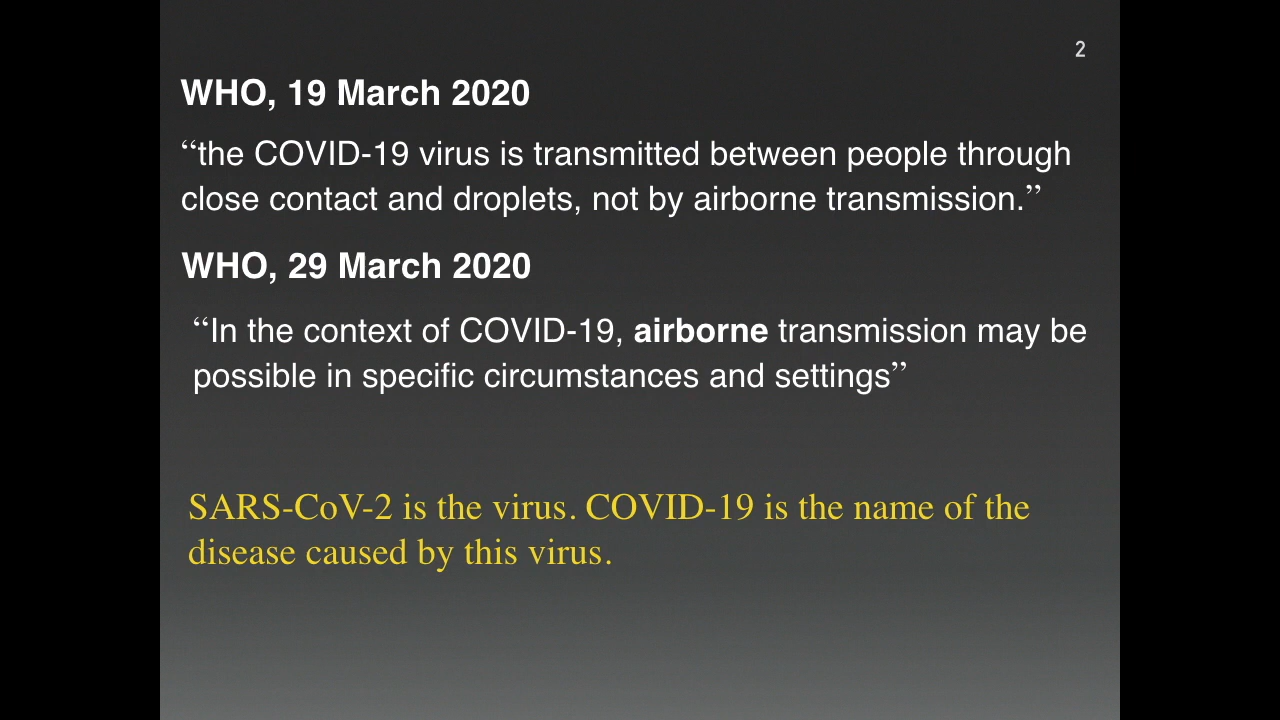 2
WHO, 19 March 2020
“the COVID-19 virus is transmitted between people through
close contact and droplets, not by airborne transmission.”
WHO, 29 March 2020
“In the context of COVID-19, airborne transmission may be
possible in specific circumstances and settings”
SARS-CoV-2 is the virus. COVID-19 is the name of the
disease caused by this virus.